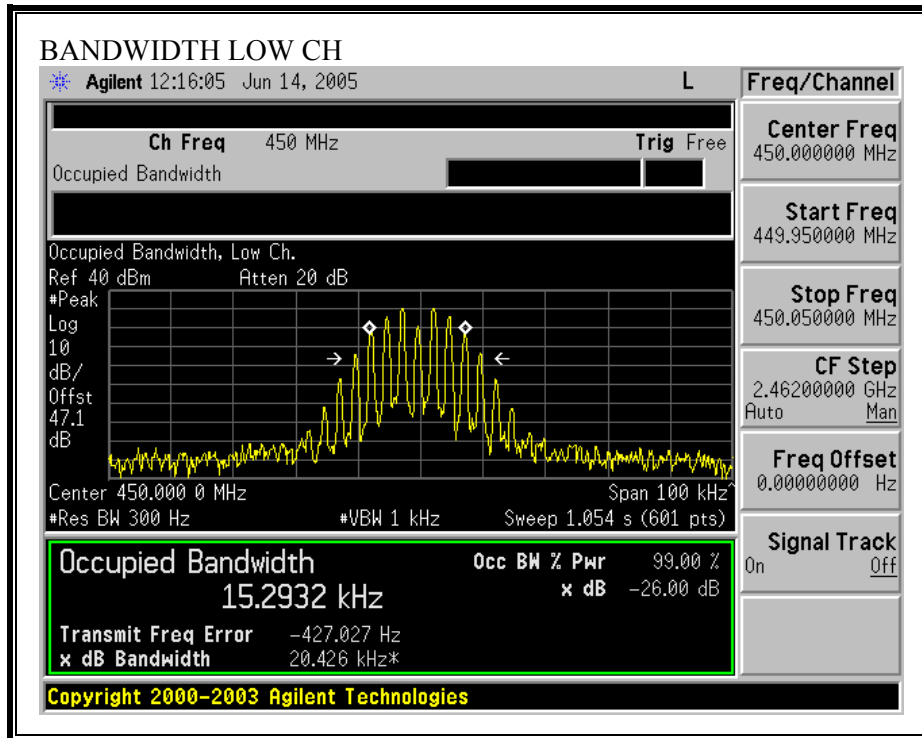 BANDWIDTH LOW CH
Agilent 12:16:05 Jun 14, 2005 L
Freq/Channel
Ch Freq 450 MHz Trig Free
Occupied Bandwidth
Center Freq
450.000000 MHz
Start Freq
449.950000 MHz
Stop Freq
450.050000 MHz
CF Step
2.46200000 GHz
Auto Man
Freq Offset
0.00000000 Hz
Signal Track
On Off
Occupied Bandwidth, Low Ch.
Ref 40 dBm Atten 20 dB
#Peak
Log
10
dB/
Offst
47.1
dB
Center 450.000 0 MHz Span 100 kHz^
#Res BW 300 Hz #VBW 1 kHz Sweep 1.054 s (601 pts)
Occupied Bandwidth
15.2932 kHz
Occ BW % Pwr 99.00 %
x dB -26.00 dB
Transmit Freq Error -427.027 Hz
x dB Bandwidth 20.426 kHz*
Copyright 2000-2003 Agilent Technologies